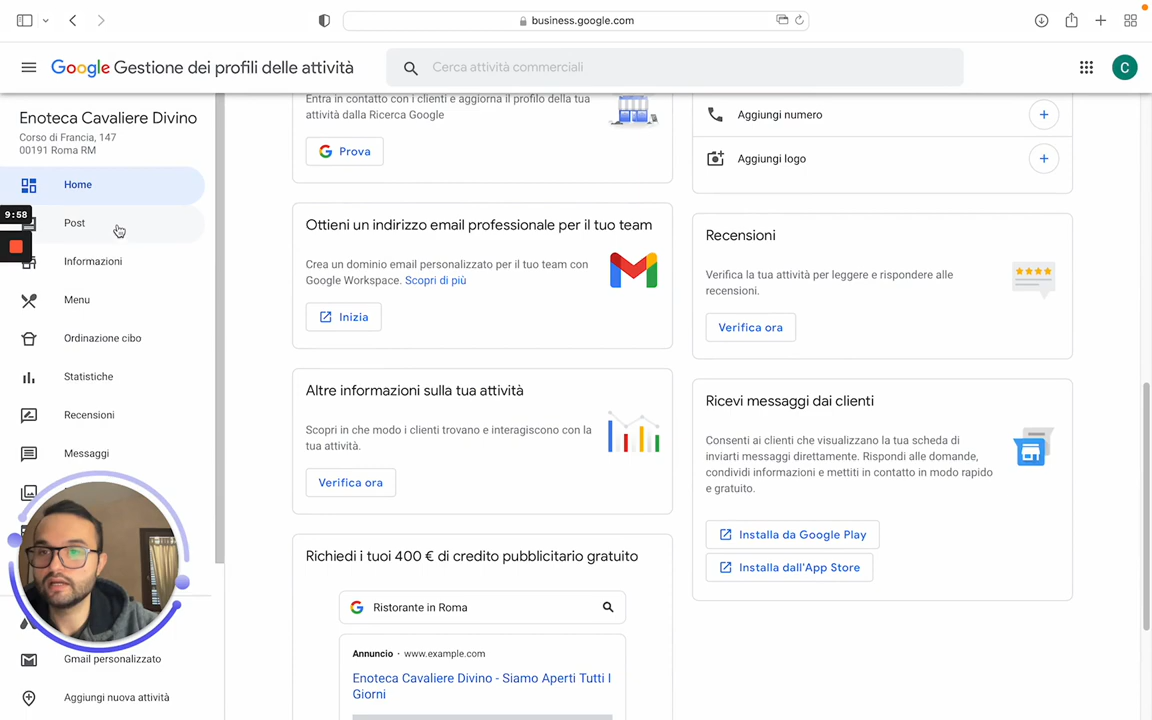 business.google.com
Google Gestione dei profili delle attività
Cerca attività commerciali
C
Enoteca Cavaliere Divino
Corso di Francia, 147
00191 Roma RM
Home
9:58
Post
Informazioni
Menu
Ordinazione cibo
Statistiche
Recensioni
Messaggi
Gmail personalizzato
Aggiungi nuova attività
Entra in contatto con i clienti e aggiorna il profilo della tua
attività dalla Ricerca Google
Prova
Ottieni un indirizzo email professionale per il tuo team
Crea un dominio email personalizzato per il tuo team con
Google Workspace. Scopri di più
Inizia
Altre informazioni sulla tua attività
Scopri in che modo i clienti trovano e interagiscono con la
tua attività.
Verifica ora
Richiedi i tuoi 400 € di credito pubblicitario gratuito
Ristorante in Roma
Annuncio · www.example.com
Enoteca Cavaliere Divino - Siamo Aperti Tutti I
Giorni
Aggiungi numero
Aggiungi logo
Recensioni
Verifica la tua attività per leggere e rispondere alle
recensioni.
Verifica ora
Ricevi messaggi dai clienti
Consenti ai clienti che visualizzano la tua scheda di
inviarti messaggi direttamente. Rispondi alle domande,
condividi informazioni e mettiti in contatto in modo rapido
e gratuito.
Installa da Google Play
Installa dall'App Store